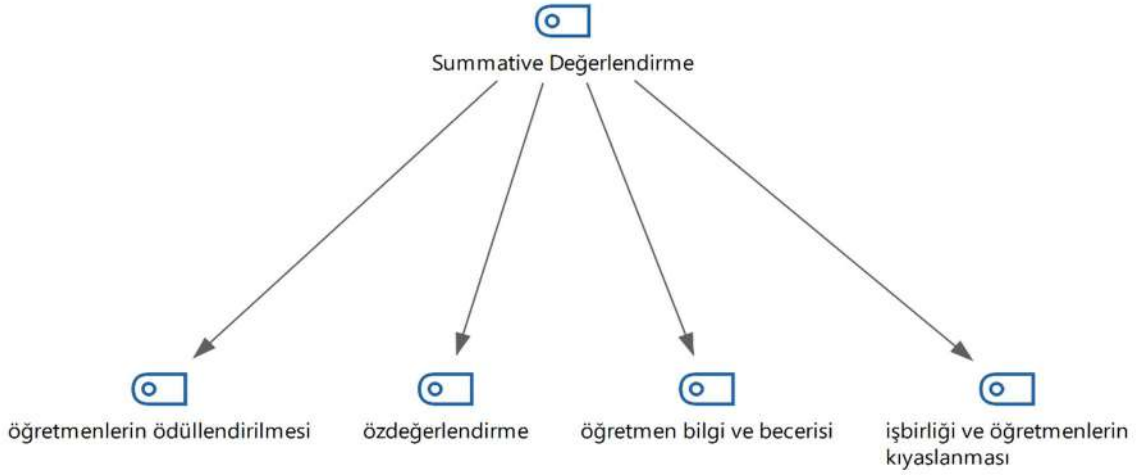 Summative Değerlendirme
öğretmenlerin ödüllendirilmesi
özdeğerlendirme
öğretmen bilgi ve becerisi
işbirliği ve öğretmenlerin
kıyaslanması